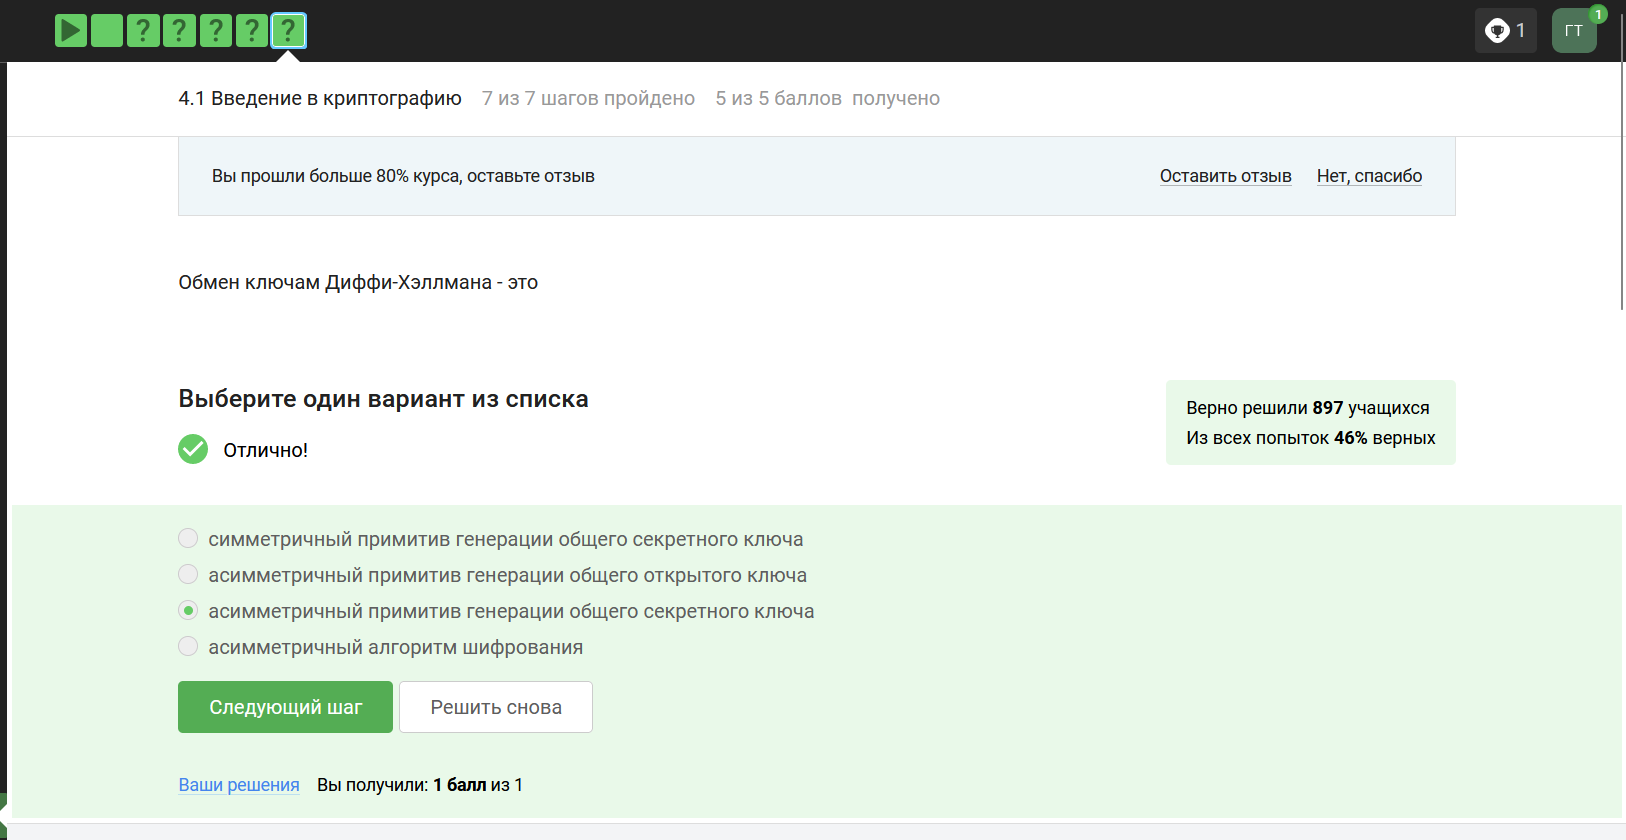 ? ? ? ? ?
1
ГТ
1
4.1 Введение в криптографию 7 из 7 шагов пройдено 5 из 5 баллов получено
Вы прошли больше 80% курса, оставьте отзыв Оставить отзыв Нет, спасибо
Обмен ключам Диффи-Хэллмана - это
Выберите один вариант из списка
Отлично!
Верно решили 897 учащихся
Из всех попыток 46% верных
симметричный примитив генерации общего секретного ключа
асимметричный примитив генерации общего открытого ключа
асимметричный примитив генерации общего секретного ключа
асимметричный алгоритм шифрования
Следующий шаг Решить снова
Ваши решения Вы получили: 1 балл из 1